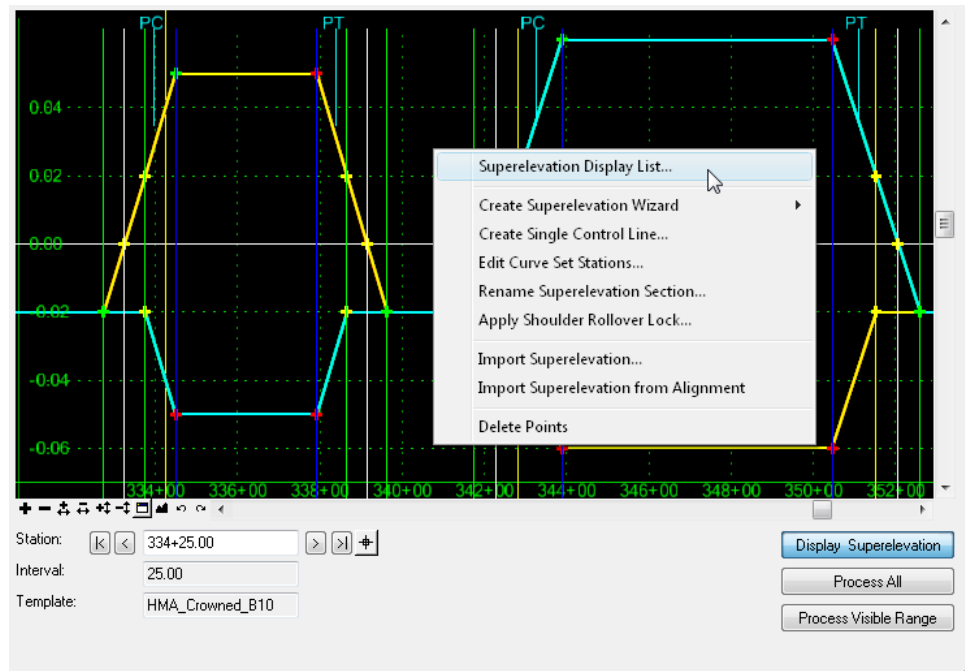 PC PT PC PT
0.04
0.02
0.00
-0.02
-0.04
-0.06
334+00 336+00 338+00 340+00 342+00 344+00 346+00 348+00 350+00 352+00
Superelevation Display List...
Create Superelevation Wizard
Create Single Control Line...
Edit Curve Set Stations...
Rename Superelevation Section...
Apply Shoulder Rollover Lock...
Import Superelevation...
Import Superelevation from Alignment
Delete Points
Station: 334+25.00
Interval: 25.00
Template: HMA_Crowned_B10
Display Superelevation
Process All
Process Visible Range